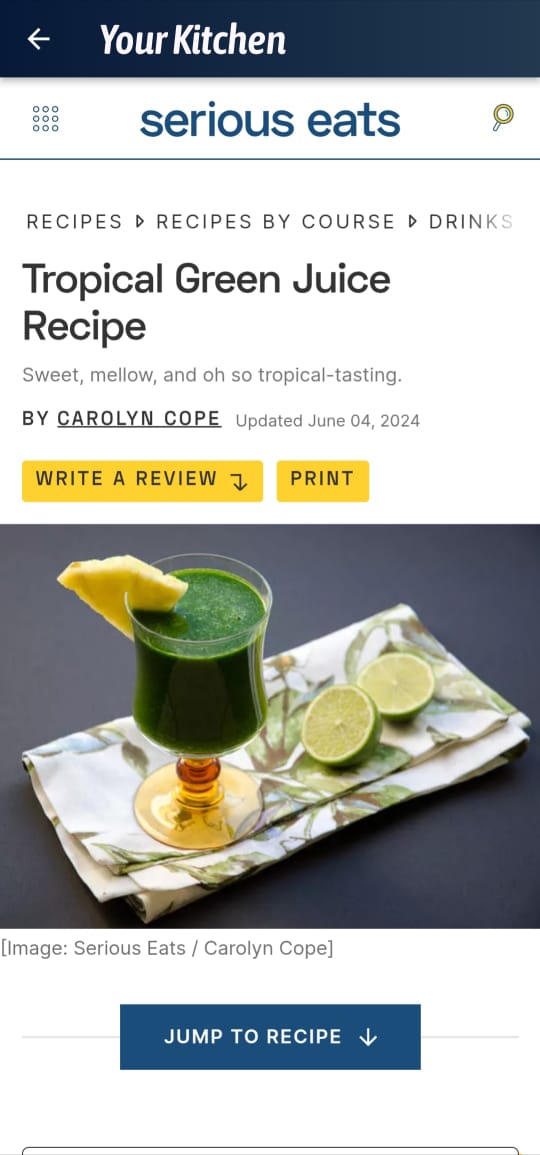 Your Kitchen
serious eats
RECIPES RECIPES BY COURSE DRINKS
Tropical Green Juice
Recipe
Sweet, mellow, and oh so tropical-tasting.
BY CAROLYN COPE Updated June 04, 2024
WRITE A REVIEW PRINT
[Image: Serious Eats / Carolyn Cope]
JUMP TO RECIPE